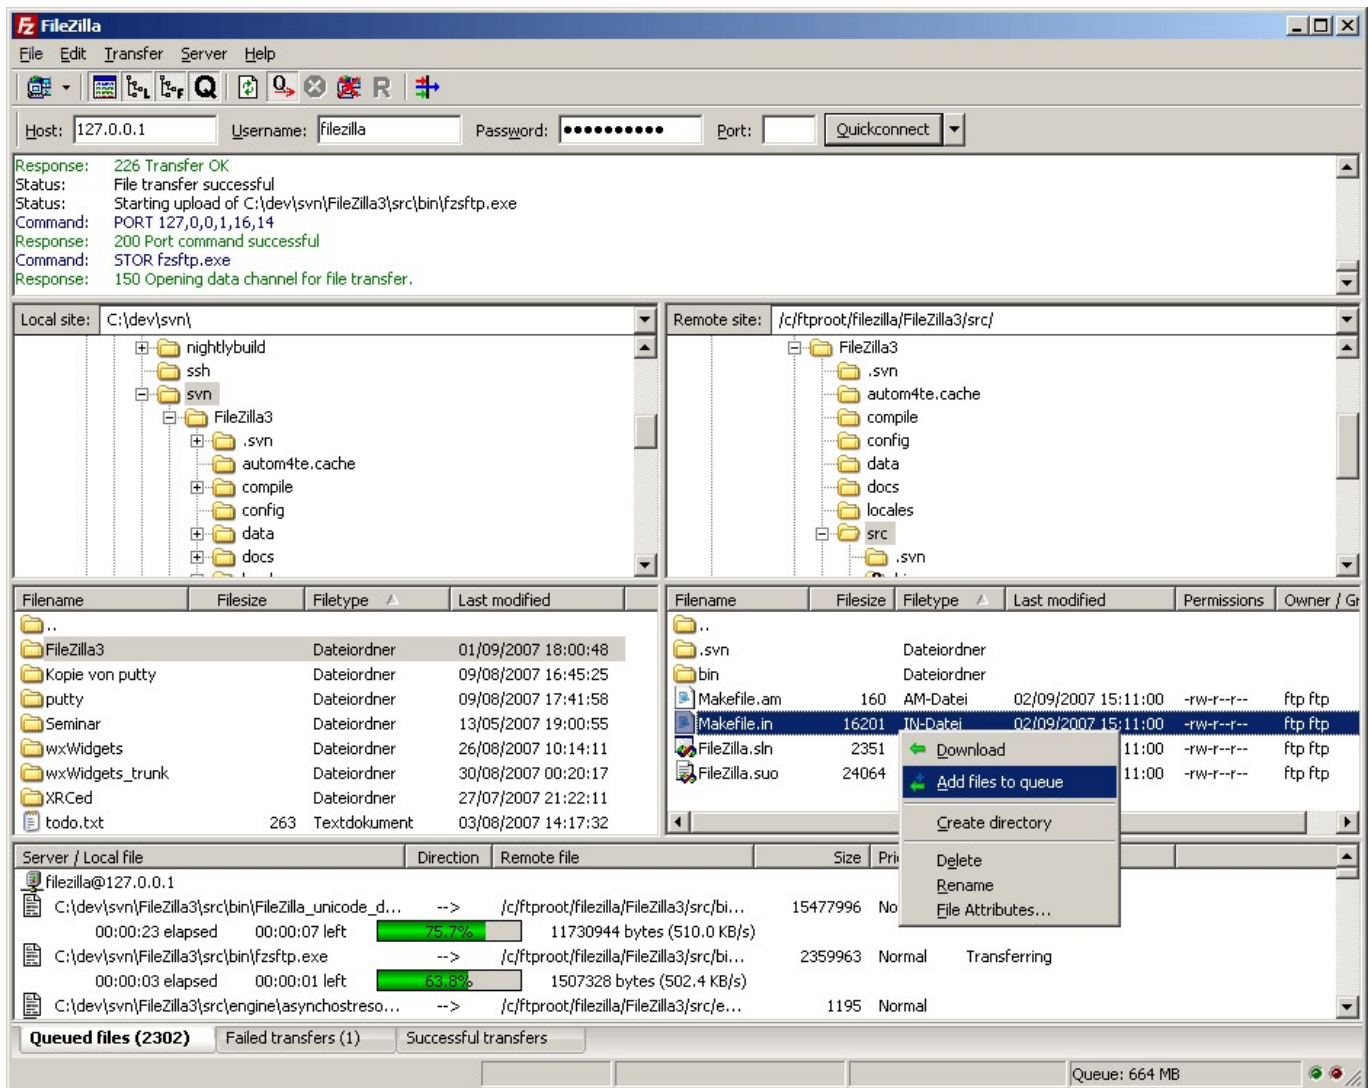 FileZilla
File Edit Transfer Server Help
Host: 127.0.0.1 Username: filezilla Password: ●●●●●●●●●● Port: Quickconnect
Response: 226 Transfer OK
Status: File transfer successful
Status: Starting upload of C:\dev\svn\FileZilla3\src\bin\fzsftp.exe
Command: PORT 127,0,0,1,16,14
Response: 200 Port command successful
Command: STOR fzsftp.exe
Response: 150 Opening data channel for file transfer.
Local site: C:\dev\svn\
nightlybuild
ssh
svn
FileZilla3
.svn
autom4te.cache
compile
config
data
docs
Remote site: /c/ftproot/filezilla/FileZilla3/src/
FileZilla3
.svn
autom4te.cache
compile
config
data
docs
locales
src
.svn
Filename Filesize Filetype Last modified
..
FileZilla3 Dateiordner 01/09/2007 18:00:48
Kopie von putty Dateiordner 09/08/2007 16:45:25
putty Dateiordner 09/08/2007 17:41:58
Seminar Dateiordner 13/05/2007 19:00:55
wxWidgets Dateiordner 26/08/2007 10:14:11
wxWidgets_trunk Dateiordner 30/08/2007 00:20:17
XRCed Dateiordner 27/07/2007 21:22:11
todo.txt 263 Textdokument 03/08/2007 14:17:32
Filename Filesize Filetype Last modified Permissions Owner / Gr
..
.svn Dateiordner
bin Dateiordner
Makefile.am 160 AM-Datei 02/09/2007 15:11:00 -rw-r--r-- ftp ftp
Makefile.in 16201 IN-Datei 02/09/2007 15:11:00 -rw-r--r-- ftp ftp
FileZilla.sln 2351 11:00 -rw-r--r-- ftp ftp
FileZilla.suo 24064 11:00 -rw-r--r-- ftp ftp
Download
Add files to queue
Create directory
Delete
Rename
File Attributes...
Server / Local file Direction Remote file Size Pri
filezilla@127.0.0.1
C:\dev\svn\FileZilla3\src\bin\FileZilla_unicode_d... --> /c/ftproot/filezilla/FileZilla3/src/bi... 15477996 No
00:00:23 elapsed 00:00:07 left 75.7% 11730944 bytes (510.0 KB/s)
C:\dev\svn\FileZilla3\src\bin\fzsftp.exe --> /c/ftproot/filezilla/FileZilla3/src/bi... 2359963 Normal Transferring
00:00:03 elapsed 00:00:01 left 63.8% 1507328 bytes (502.4 KB/s)
C:\dev\svn\FileZilla3\src\engine\asynchostreso... --> /c/ftproot/filezilla/FileZilla3/src/e... 1195 Normal
Queued files (2302) Failed transfers (1) Successful transfers
Queue: 664 MB